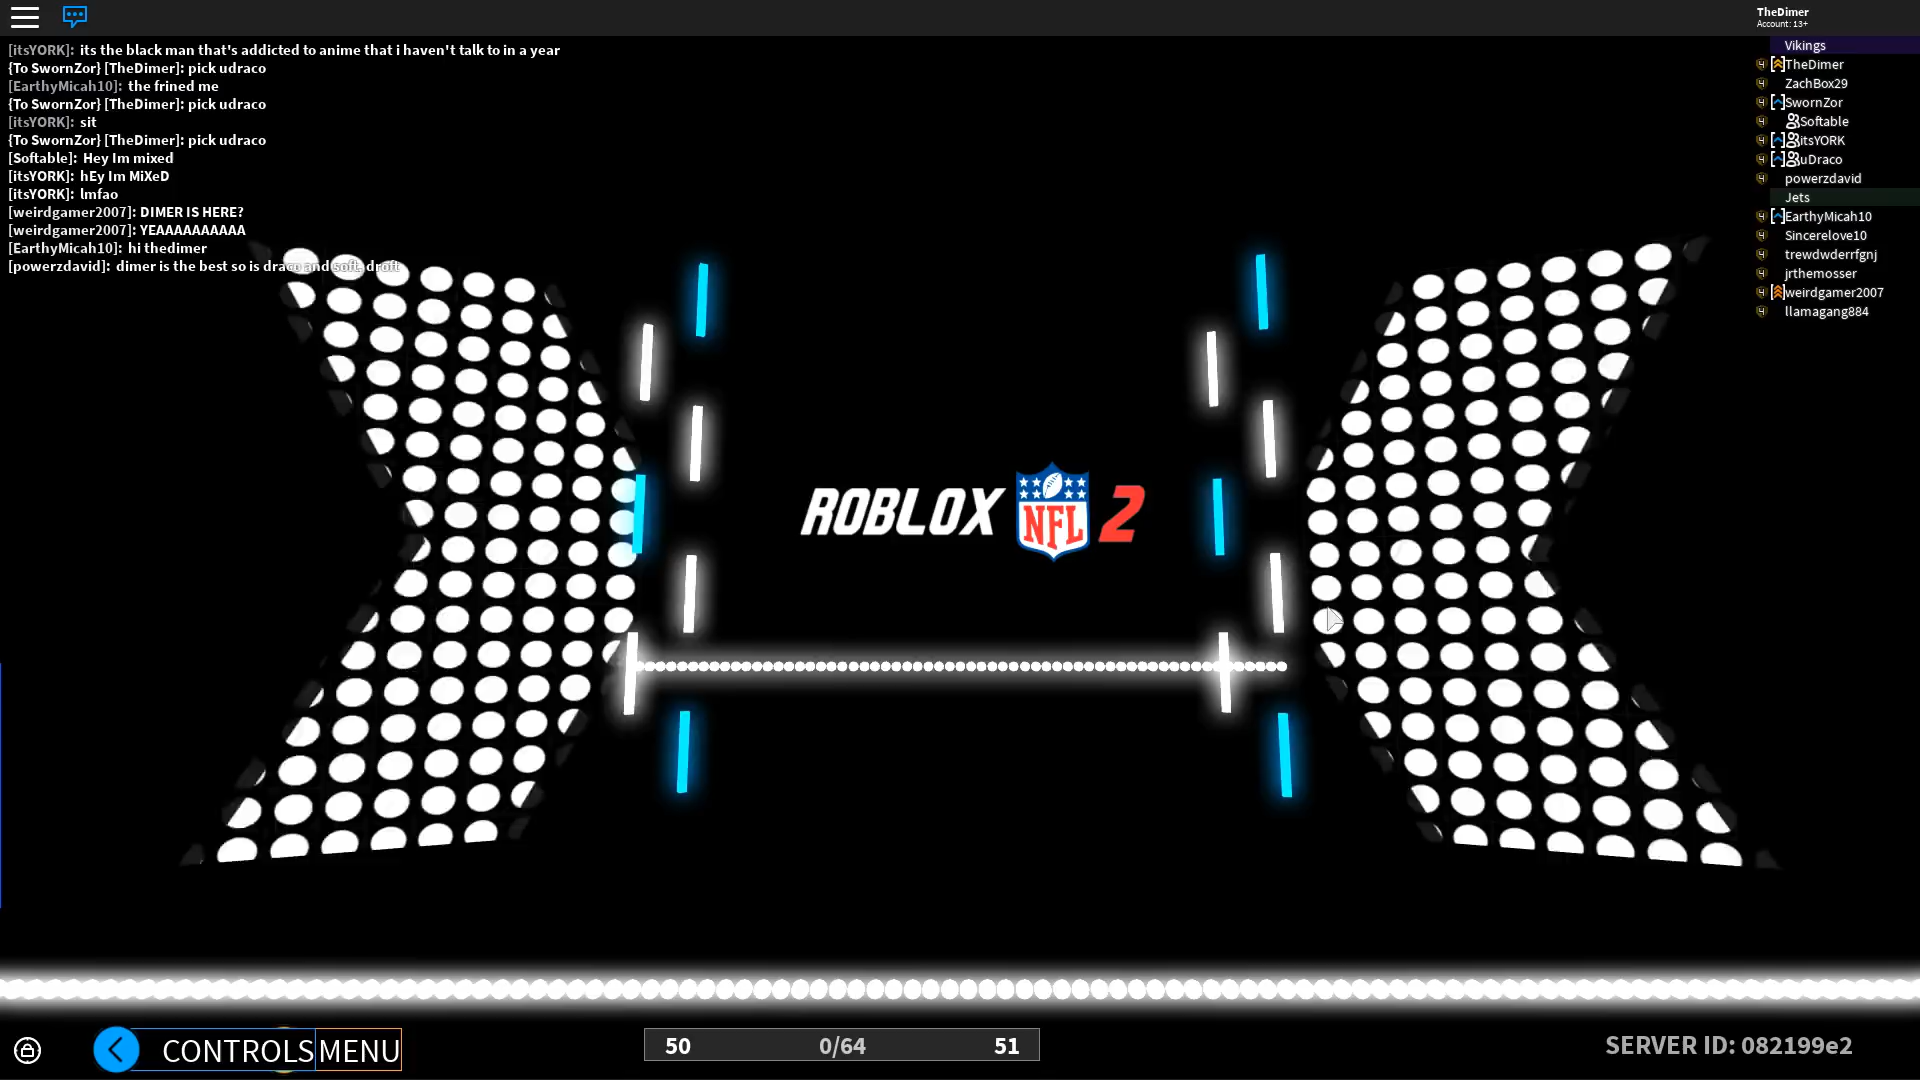 TheDimer
Account: 13+
[itsYORK]: its the black man that's addicted to anime that i haven't talk to in a year
{To SwornZor} [TheDimer]: pick udraco
[EarthyMicah10]: the frined me
{To SwornZor} [TheDimer]: pick udraco
[itsYORK]: sit
{To SwornZor} [TheDimer]: pick udraco
[Softable]: Hey Im mixed
[itsYORK]: hEy Im MiXeD
[itsYORK]: lmfao
[weirdgamer2007]: DIMER IS HERE?
[weirdgamer2007]: YEAAAAAAAAAA
[EarthyMicah10]: hi thedimer
[powerzdavid]: dimer is the best so is draco and soft, droft
Vikings
TheDimer
ZachBox29
SwornZor
Softable
itsYORK
uDraco
powerzdavid
Jets
EarthyMicah10
Sincerelove10
trewdwderrfgnj
jrthemosser
weirdgamer2007
llamagang884
ROBLOX NFL 2
CONTROLS MENU
50 0/64 51
SERVER ID: 082199e2